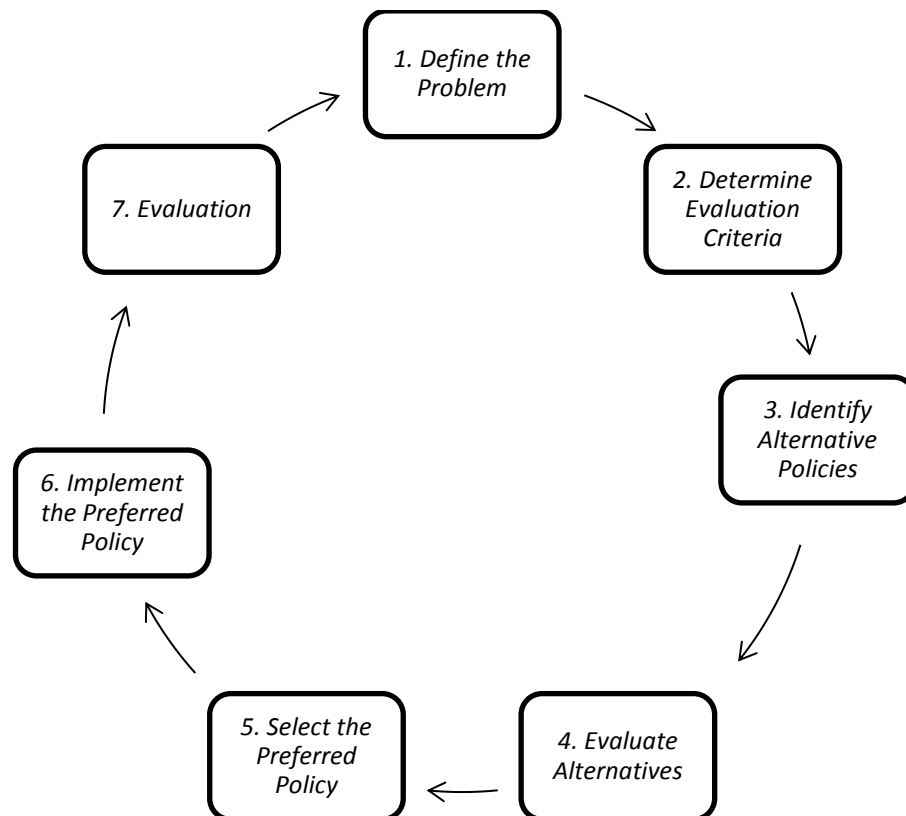 1. Define the
Problem
2. Determine
Evaluation
Criteria
3. Identify
Alternative
Policies
4. Evaluate
Alternatives
5. Select the
Preferred
Policy
6. Implement
the Preferred
Policy
7. Evaluation